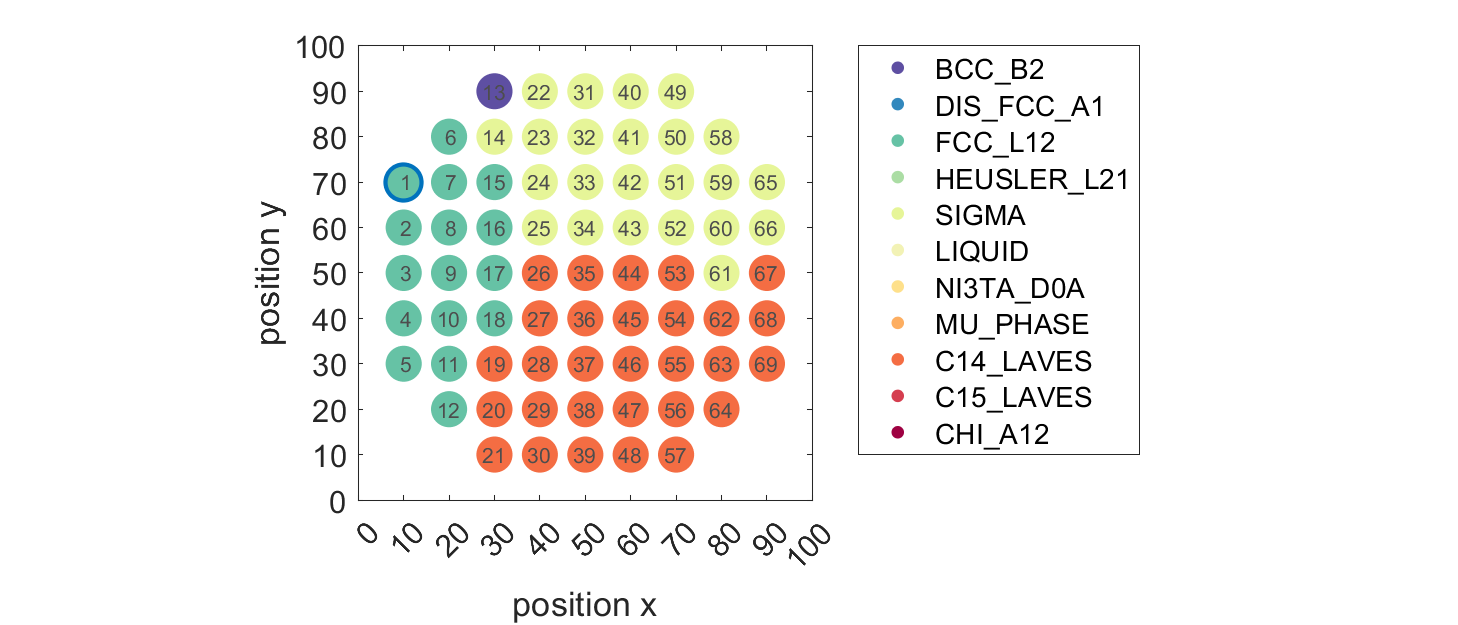 100
90 13 22 31 40 49
80 6 14 23 32 41 50 58
70 1 7 15 24 33 42 51 59 65
60 2 8 16 25 34 43 52 60 66
50 3 9 17 26 35 44 53 61 67
40 4 10 18 27 36 45 54 62 68
30 5 11 19 28 37 46 55 63 69
20 12 20 29 38 47 56 64
10 21 30 39 48 57
0
position y
0 10 20 30 40 50 60 70 80 90 100
position x
BCC_B2
DIS_FCC_A1
FCC_L12
HEUSLER_L21
SIGMA
LIQUID
NI3TA_D0A
MU_PHASE
C14_LAVES
C15_LAVES
CHI_A12